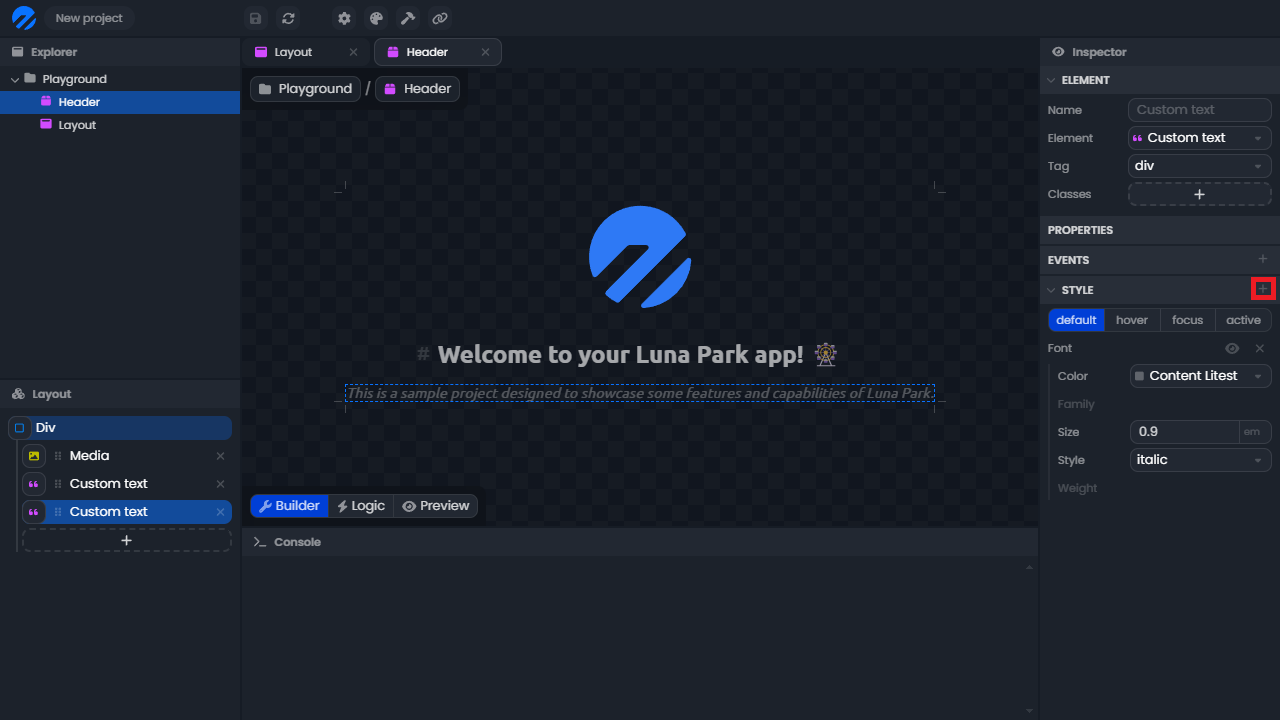 New project
Explorer
Playground
Header
Layout
Layout
Header
Playground / Header
# Welcome to your Luna Park app! 🎡
This is a sample project designed to showcase some features and capabilities of Luna Park.
Builder
Logic
Preview
Console
Layout
Div
Media
Custom text
Custom text
+
Inspector
ELEMENT
Name Custom text
Element Custom text
Tag div
Classes +
PROPERTIES
EVENTS +
STYLE +
default hover focus active
Font
Color Content Litest
Family
Size 0.9 em
Style italic
Weight